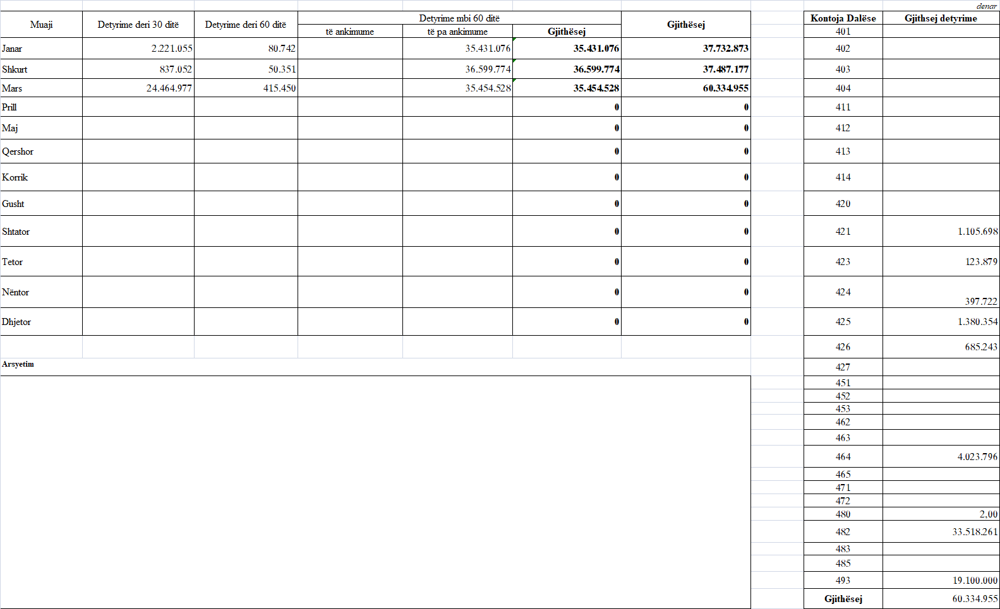 denar
Muaji Detyrime deri 30 ditë Detyrime deri 60 ditë Detyrime mbi 60 ditë Gjithësej Kontoja Dalëse Gjithsej detyrime
të ankimume të pa ankimume Gjithësej 401
Janar 2.221.055 80.742 35.431.076 35.431.076 37.732.873 402
Shkurt 837.052 50.351 36.599.774 36.599.774 37.487.177 403
Mars 24.464.977 415.450 35.454.528 35.454.528 60.334.955 404
Prill 0 0 411
Maj 0 0 412
Qershor 0 0 413
Korrik 0 0 414
Gusht 0 0 420
Shtator 0 0 421 1.105.698
Tetor 0 0 423 123.879
Nëntor 0 0 424 397.722
Dhjetor 0 0 425 1.380.354
426 685.243
Arsyetim 427
451
452
453
462
463
464 4.023.796
465
471
472
480 2,00
482 33.518.261
483
485
493 19.100.000
Gjithësej 60.334.955